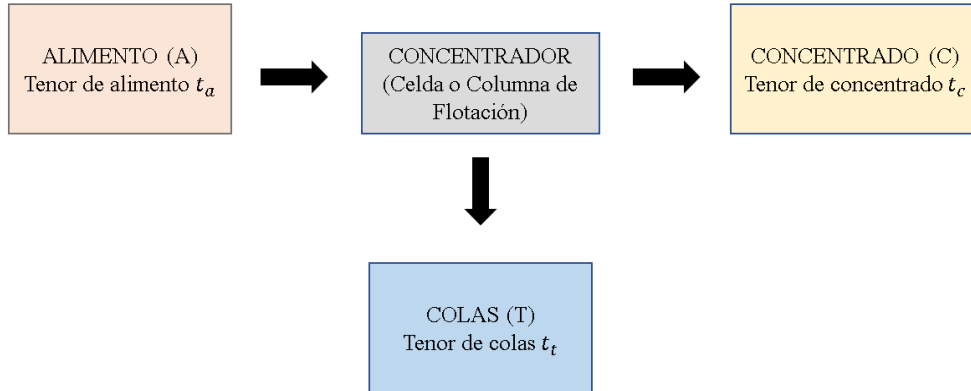 ALIMENTO (A)
Tenor de alimento t_a
CONCENTRADOR
(Celda o Columna de
Flotación)
CONCENTRADO (C)
Tenor de concentrado t_c
COLAS (T)
Tenor de colas t_t